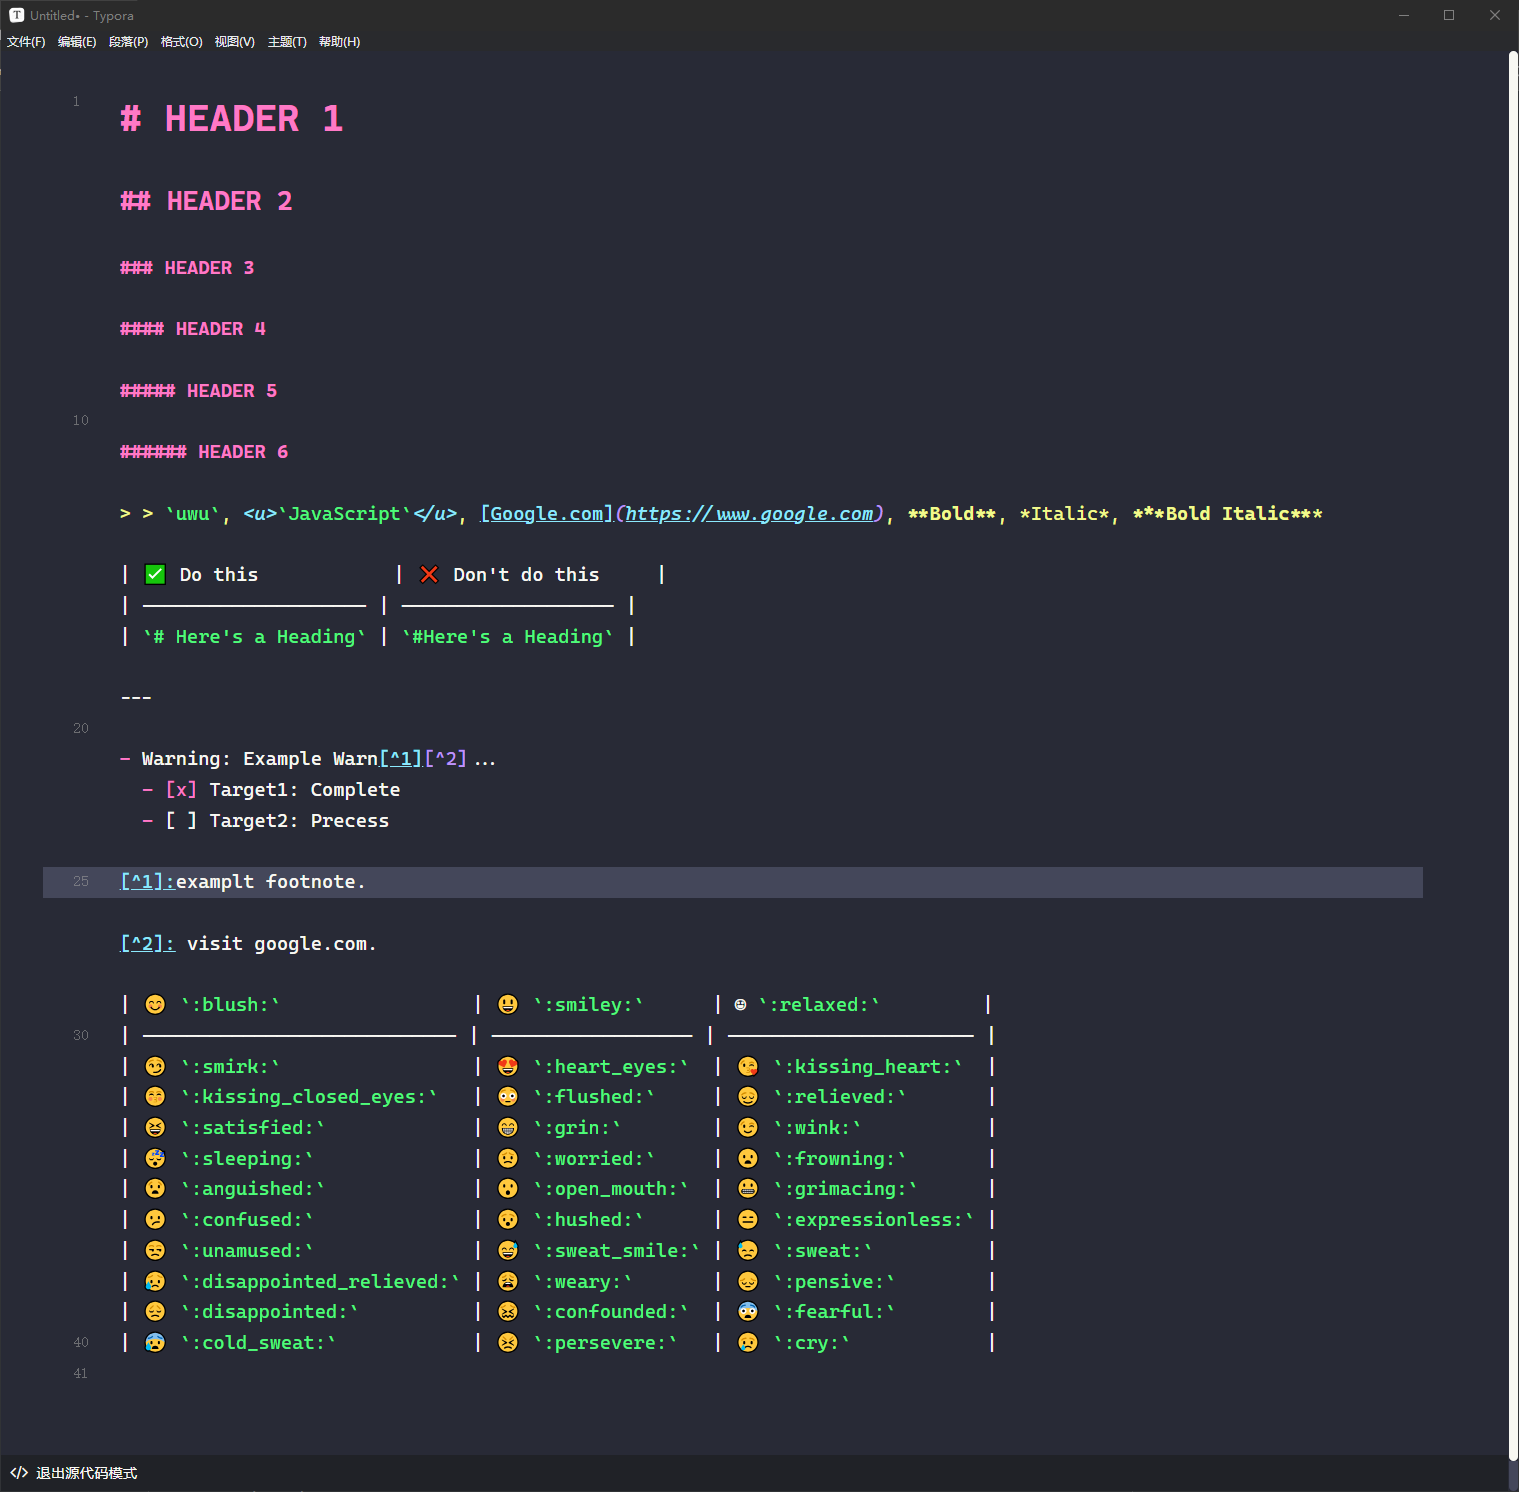 Untitled• - Typora
文件(F) 编辑(E) 段落(P) 格式(O) 视图(V) 主题(T) 帮助(H)
1 # HEADER 1
## HEADER 2
### HEADER 3
#### HEADER 4
##### HEADER 5
10
###### HEADER 6
> > `uwu`, <u>`JavaScript`</u>, [Google.com](https://www.google.com), **Bold**, *Italic*, ***Bold Italic***
| ✅ Do this | ❌ Don't do this |
| -------------------- | ------------------- |
| `# Here's a Heading` | `#Here's a Heading` |
---
20
- Warning: Example Warn[^1][^2]...
- [x] Target1: Complete
- [ ] Target2: Precess
25 [^1]:examplt footnote.
[^2]: visit google.com.
| 😊 `:blush:` | 😃 `:smiley:` | ☺ `:relaxed:` |
30 | ---------------------------- | ------------------ | ---------------------- |
| 😏 `:smirk:` | 😍 `:heart_eyes:` | 😘 `:kissing_heart:` |
| 😚 `:kissing_closed_eyes:` | 😳 `:flushed:` | 😌 `:relieved:` |
| 😆 `:satisfied:` | 😁 `:grin:` | 😉 `:wink:` |
| 😴 `:sleeping:` | 😟 `:worried:` | 😦 `:frowning:` |
| 😧 `:anguished:` | 😮 `:open_mouth:` | 😬 `:grimacing:` |
| 😕 `:confused:` | 😯 `:hushed:` | 😑 `:expressionless:` |
| 😒 `:unamused:` | 😅 `:sweat_smile:` | 😓 `:sweat:` |
| 😥 `:disappointed_relieved:` | 😩 `:weary:` | 😔 `:pensive:` |
| 😞 `:disappointed:` | 😖 `:confounded:` | 😨 `:fearful:` |
40 | 😰 `:cold_sweat:` | 😣 `:persevere:` | 😢 `:cry:` |
41
</> 退出源代码模式